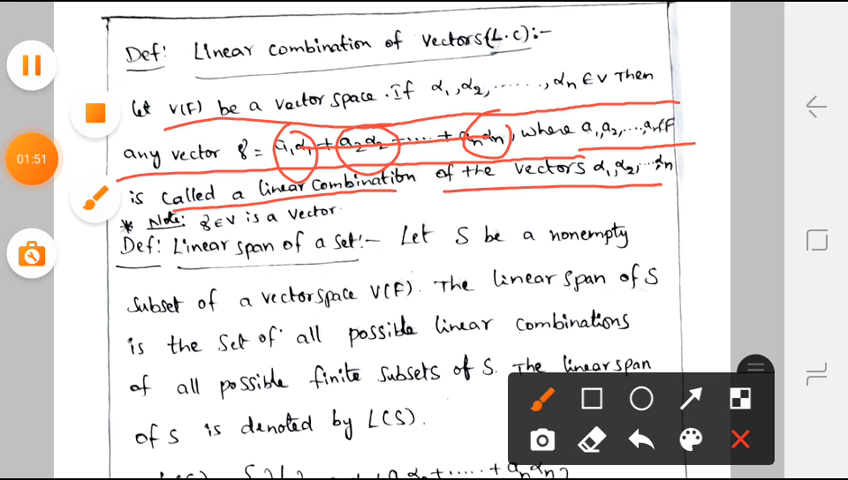 Def: Linear combination of vectors(L.C):-
Let V(F) be a vector space. If α1, α2, ......, αn ∈ V Then
any vector γ = a1α1 + a2α2 ..... + anαn, where a1, a2, ... an ∈ F
is called a linear combination of the vectors α1, α2, ... αn
* Note: γ ∈ V is a vector.
Def: Linear span of a set:- Let S be a nonempty
subset of a vectorspace V(F). The linear span of S
is the set of all possible linear combinations
of all possible finite subsets of S. The linear span
of S is denoted by L(S).
01:51